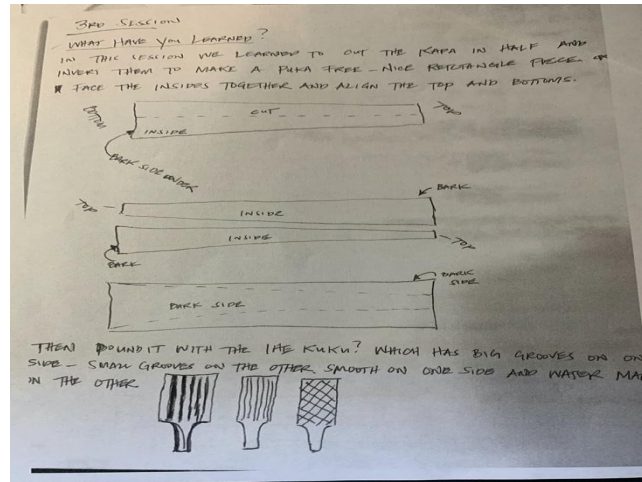 3RD SESSION
WHAT HAVE YOU LEARNED?
IN THIS SESSION WE LEARNED TO CUT THE KAPA IN HALF AND
INVERT THEM TO MAKE A PUKA FREE - NICE RECTANGLE PIECE. OR
FACE THE INSIDES TOGETHER AND ALIGN THE TOP AND BOTTOMS.
BOTTOM
CUT
TOP
INSIDE
BARK SIDE UNDER
BARK
TOP
INSIDE
INSIDE
TOP
BARK
BARK
SIDE
BARK SIDE
THEN POUND IT WITH THE IHE KUKU? WHICH HAS BIG GROOVES ON ON
SIDE - SMALL GROOVES ON THE OTHER SMOOTH ON ONE SIDE AND WATER MA
IN THE OTHER